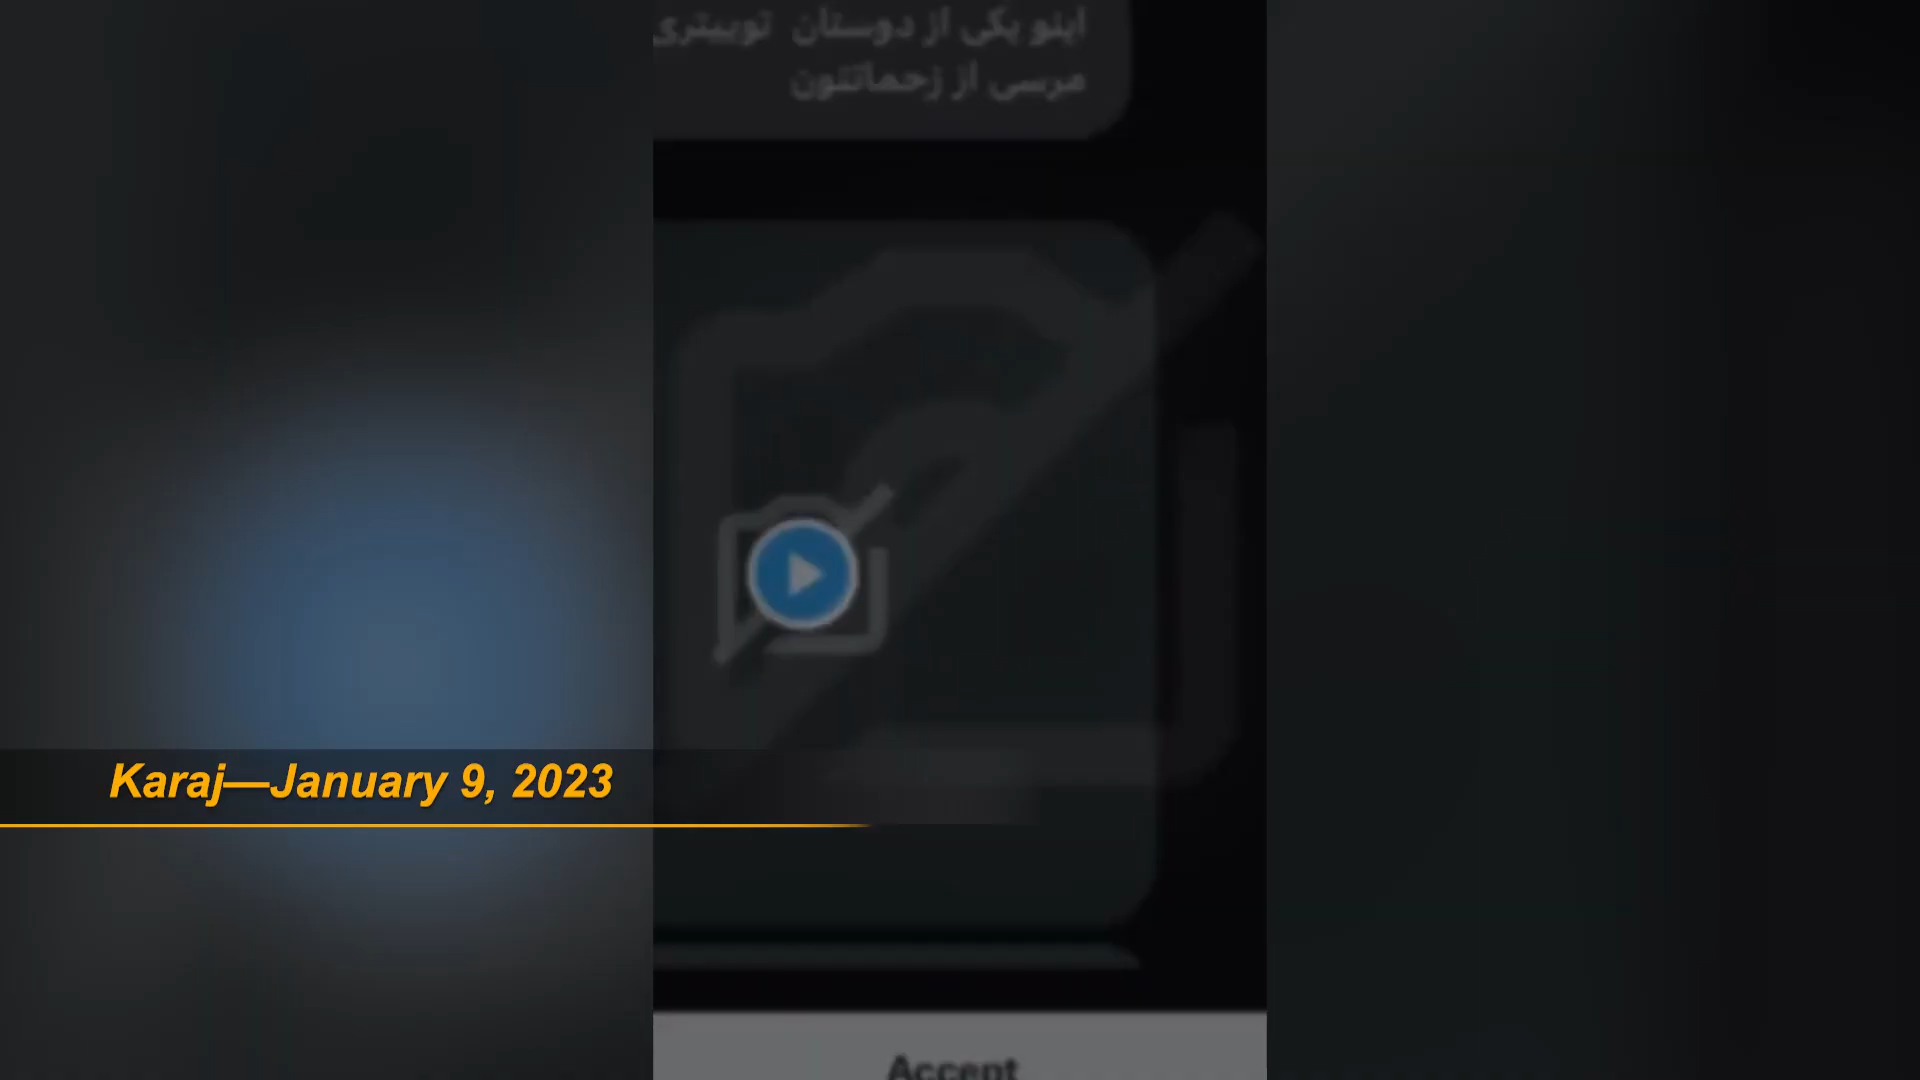 اینو یکی از دوستان توییتری
مرسی از زحماتتون
Karaj—January 9, 2023
Accept